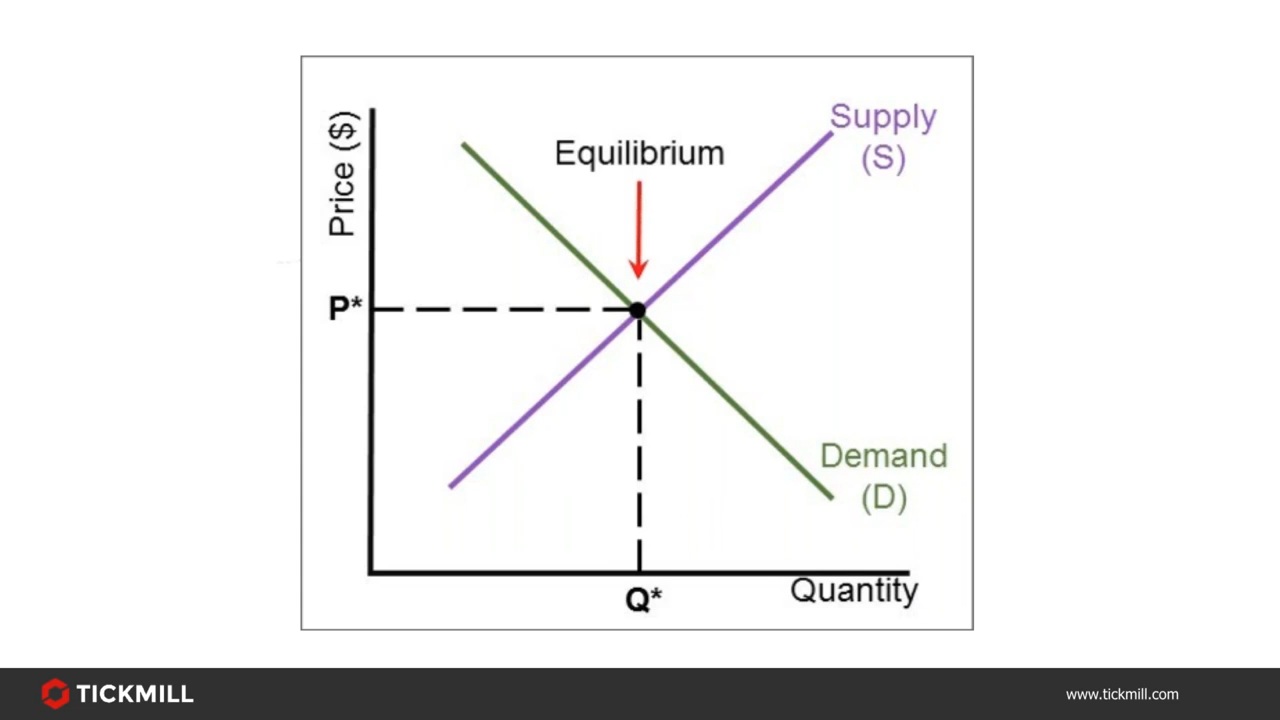 Price ($)
Equilibrium
Supply
(S)
P*
Demand
(D)
Q*
Quantity
TICKMILL
www.tickmill.com